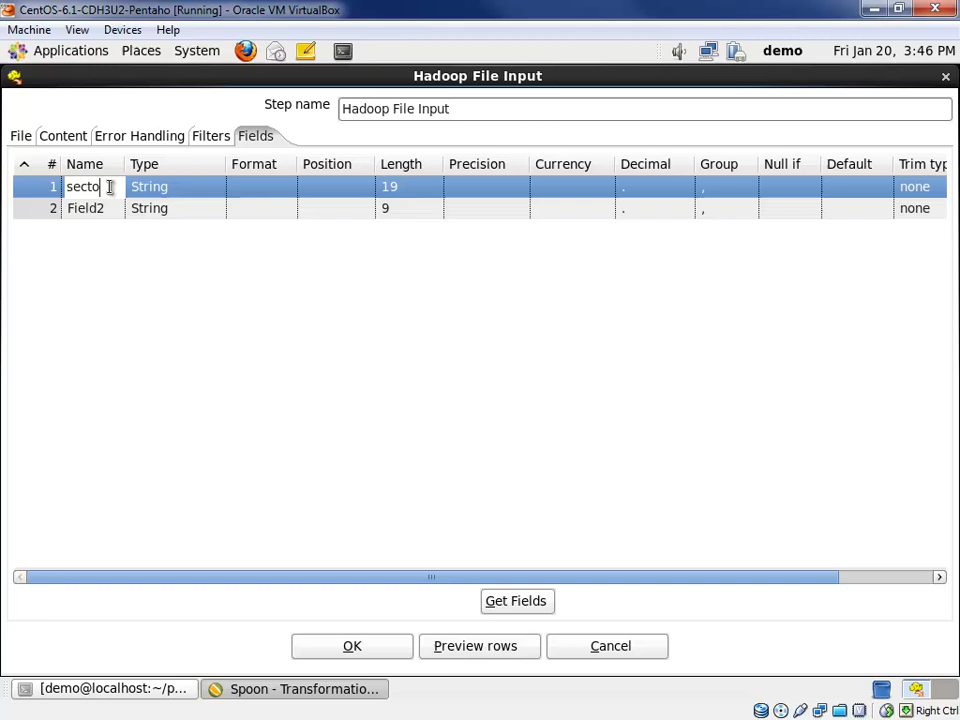 CentOS-6.1-CDH3U2-Pentaho [Running] - Oracle VM VirtualBox
Machine View Devices Help
Applications Places System demo Fri Jan 20, 3:46 PM
Hadoop File Input
Step name Hadoop File Input
File Content Error Handling Filters Fields
# Name Type Format Position Length Precision Currency Decimal Group Null if Default Trim typ
1 secto String 19 . , none
2 Field2 String 9 . , none
Get Fields
OK Preview rows Cancel
[demo@localhost:~/p... Spoon - Transformatio...
Right Ctrl